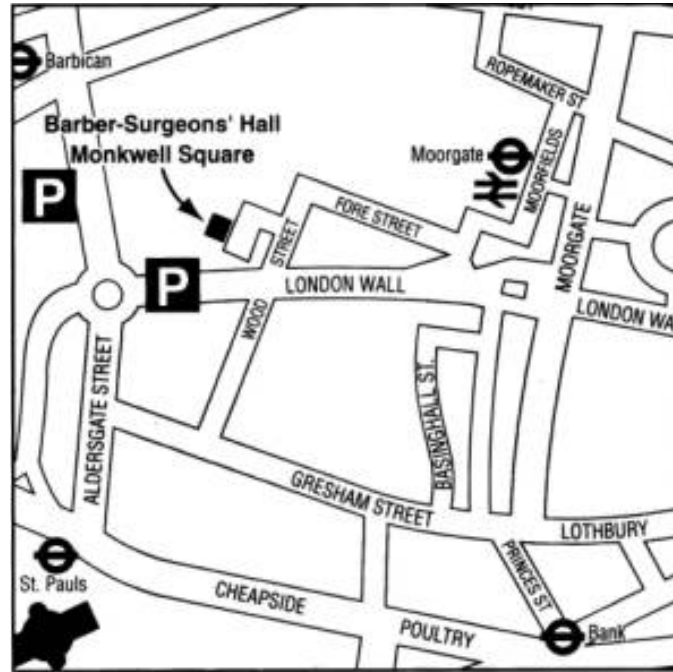 Barbican
ROPEMAKER ST
Barber-Surgeons' Hall
Monkwell Square
Moorgate
MOORFIELDS
P
FORE STREET
WOOD STREET
MOORGATE
P
LONDON WALL
LONDON WA
ALDERSGATE STREET
BASINGHALL ST.
GRESHAM STREET
LOTHBURY
PRINCES ST
St. Pauls
CHEAPSIDE
POULTRY
Bank